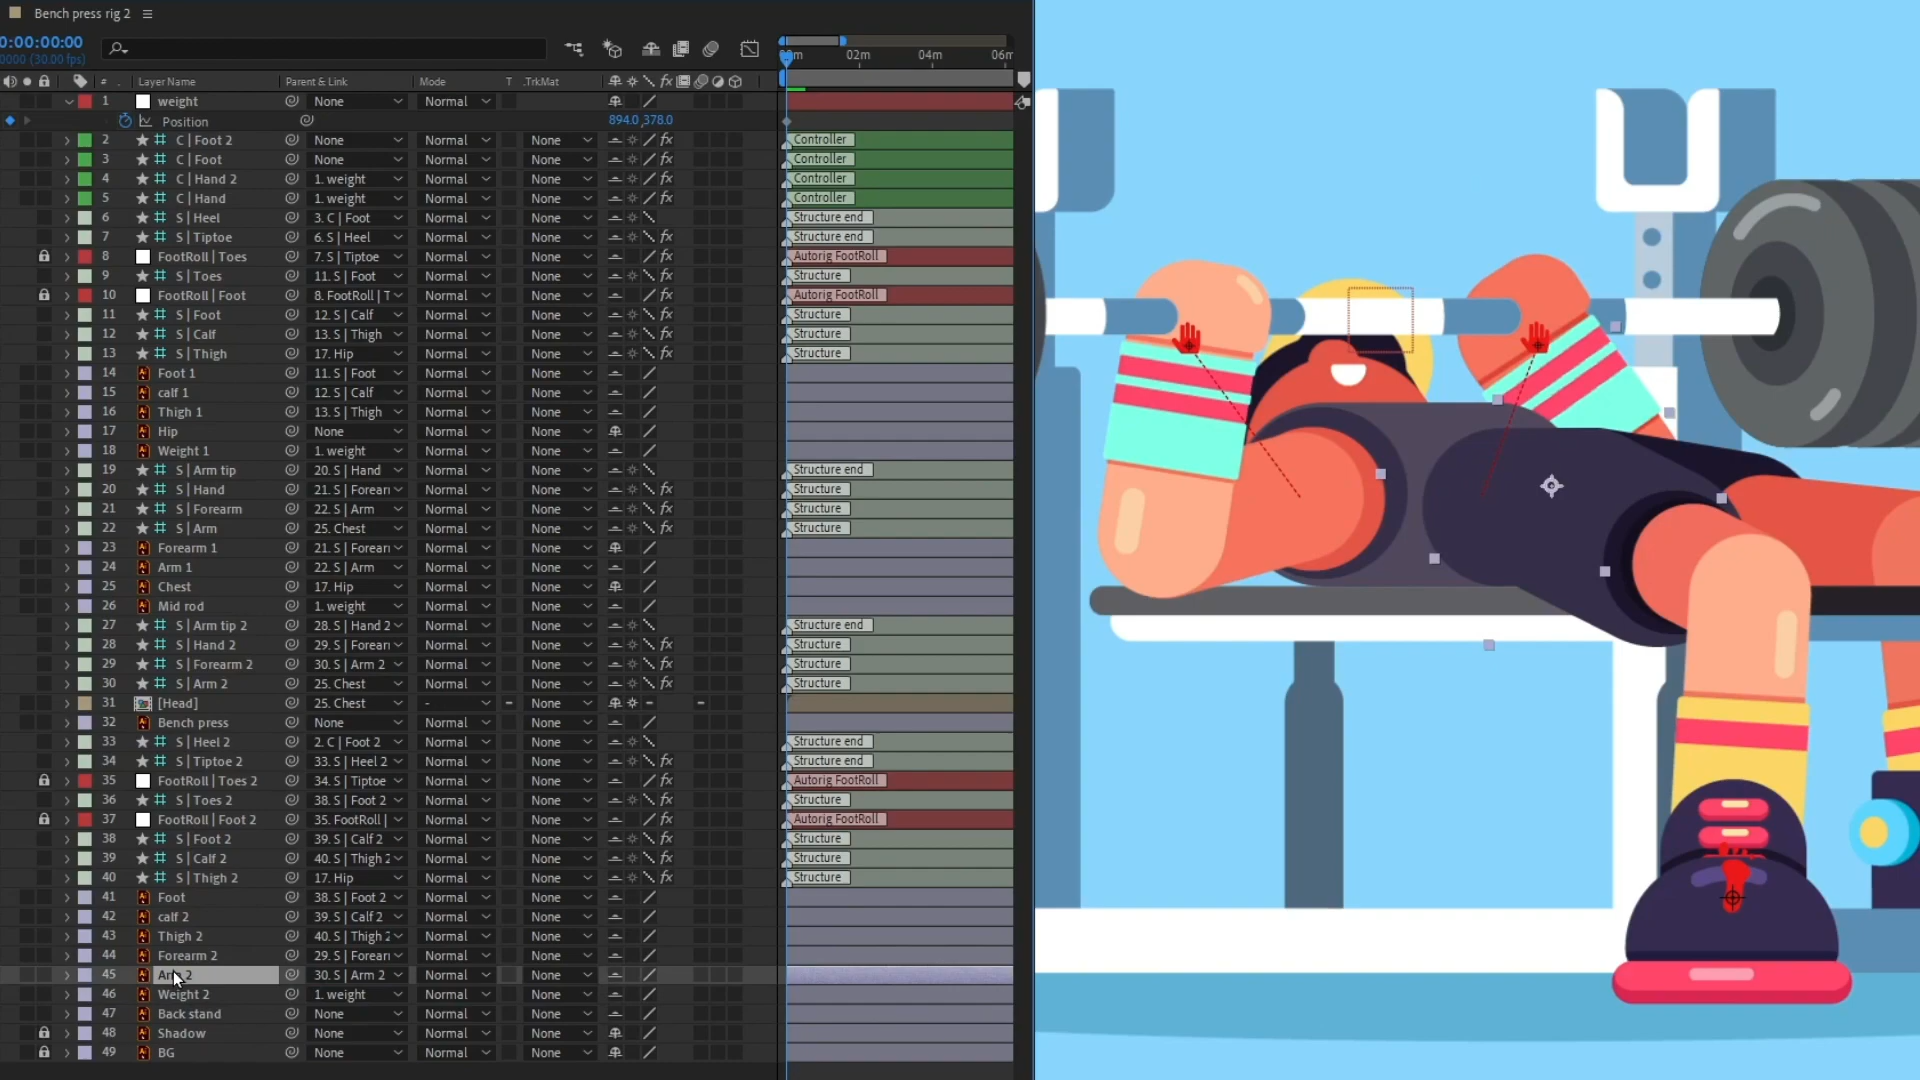 Bench press rig 2
0:00:00:00
0000 (30.00 fps)
02m 04m
# Layer Name Parent & Link Mode T .TrkMat
1 weight None Normal
Position 894.0,378.0
2 C | Foot 2 None Normal None Controller
3 C | Foot None Normal None Controller
4 C | Hand 2 1. weight Normal None Controller
5 C | Hand 1. weight Normal None Controller
6 S | Heel 3. C | Foot Normal None Structure end
7 S | Tiptoe 6. S | Heel Normal None Structure end
8 FootRoll | Toes 7. S | Tiptoe Normal None Autorig FootRoll
9 S | Toes 11. S | Foot Normal None Structure
10 FootRoll | Foot 8. FootRoll | T Normal None Autorig FootRoll
11 S | Foot 12. S | Calf Normal None Structure
12 S | Calf 13. S | Thigh Normal None Structure
13 S | Thigh 17. Hip Normal None Structure
14 Foot 1 11. S | Foot Normal None
15 calf 1 12. S | Calf Normal None
16 Thigh 1 13. S | Thigh Normal None
17 Hip None Normal None
18 Weight 1 1. weight Normal None
19 S | Arm tip 20. S | Hand Normal None Structure end
20 S | Hand 21. S | Forearm Normal None Structure
21 S | Forearm 22. S | Arm Normal None Structure
22 S | Arm 25. Chest Normal None Structure
23 Forearm 1 21. S | Forearm Normal None
24 Arm 1 22. S | Arm Normal None
25 Chest 17. Hip Normal None
26 Mid rod 1. weight Normal None
27 S | Arm tip 2 28. S | Hand 2 Normal None Structure end
28 S | Hand 2 29. S | Forearm Normal None Structure
29 S | Forearm 2 30. S | Arm 2 Normal None Structure
30 S | Arm 2 25. Chest Normal None Structure
31 [Head] 25. Chest - - None
32 Bench press None Normal None
33 S | Heel 2 2. C | Foot 2 Normal None Structure end
34 S | Tiptoe 2 33. S | Heel 2 Normal None Structure end
35 FootRoll | Toes 2 34. S | Tiptoe Normal None Autorig FootRoll
36 S | Toes 2 38. S | Foot 2 Normal None Structure
37 FootRoll | Foot 2 35. FootRoll | Normal None Autorig FootRoll
38 S | Foot 2 39. S | Calf 2 Normal None Structure
39 S | Calf 2 40. S | Thigh 2 Normal None Structure
40 S | Thigh 2 17. Hip Normal None Structure
41 Foot 38. S | Foot 2 Normal None
42 calf 2 39. S | Calf 2 Normal None
43 Thigh 2 40. S | Thigh 2 Normal None
44 Forearm 2 29. S | Forearm Normal None
45 Arm 2 30. S | Arm 2 Normal None
46 Weight 2 1. weight Normal None
47 Back stand None Normal None
48 Shadow None Normal None
49 BG None Normal None